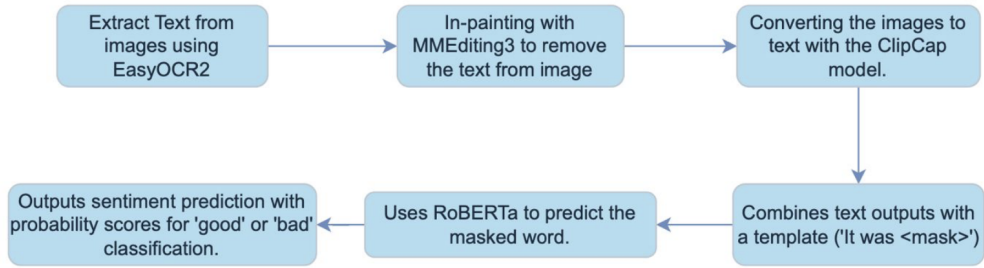 Extract Text from
images using
EasyOCR2
In-painting with
MMEditing3 to remove
the text from image
Converting the images to
text with the ClipCap
model.
Combines text outputs with
a template ('It was <mask>')
Uses RoBERTa to predict the
masked word.
Outputs sentiment prediction with
probability scores for 'good' or 'bad'
classification.